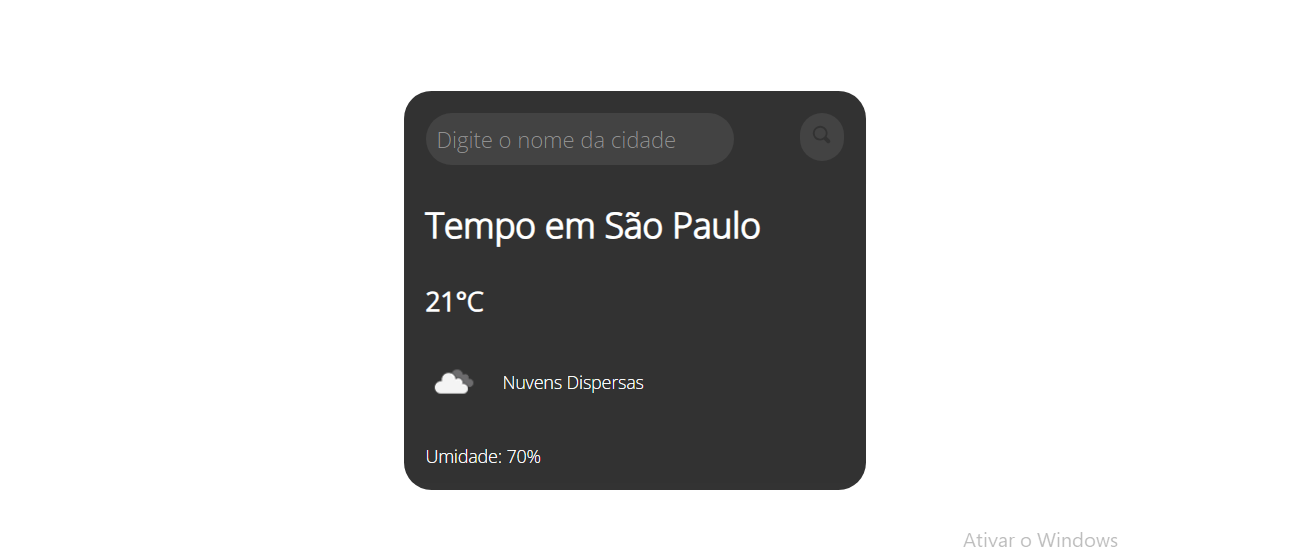 Digite o nome da cidade
Tempo em São Paulo
21°C
Nuvens Dispersas
Umidade: 70%
Ativar o Windows